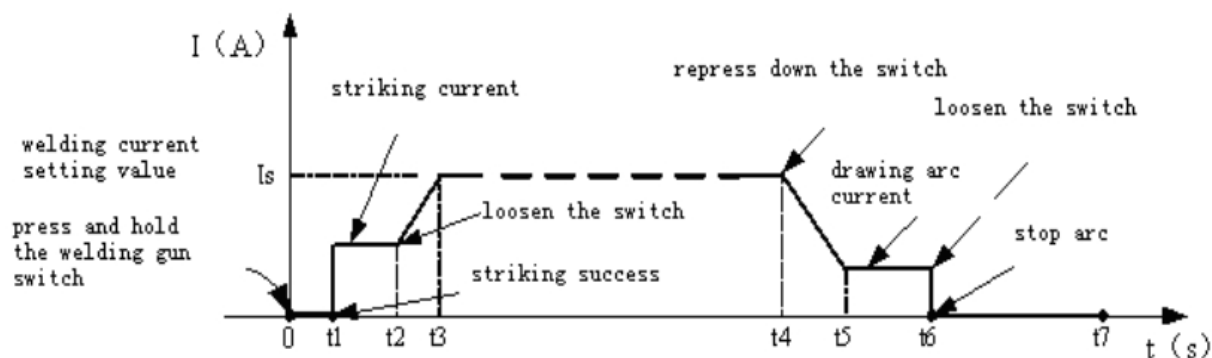 I (A)
striking current
repress down the switch
loosen the switch
welding current
setting value
Is
drawing arc
current
press and hold
the welding gun
switch
loosen the switch
stop arc
striking success
0
t1
t2
t3
t4
t5
t6
t7
t (s)